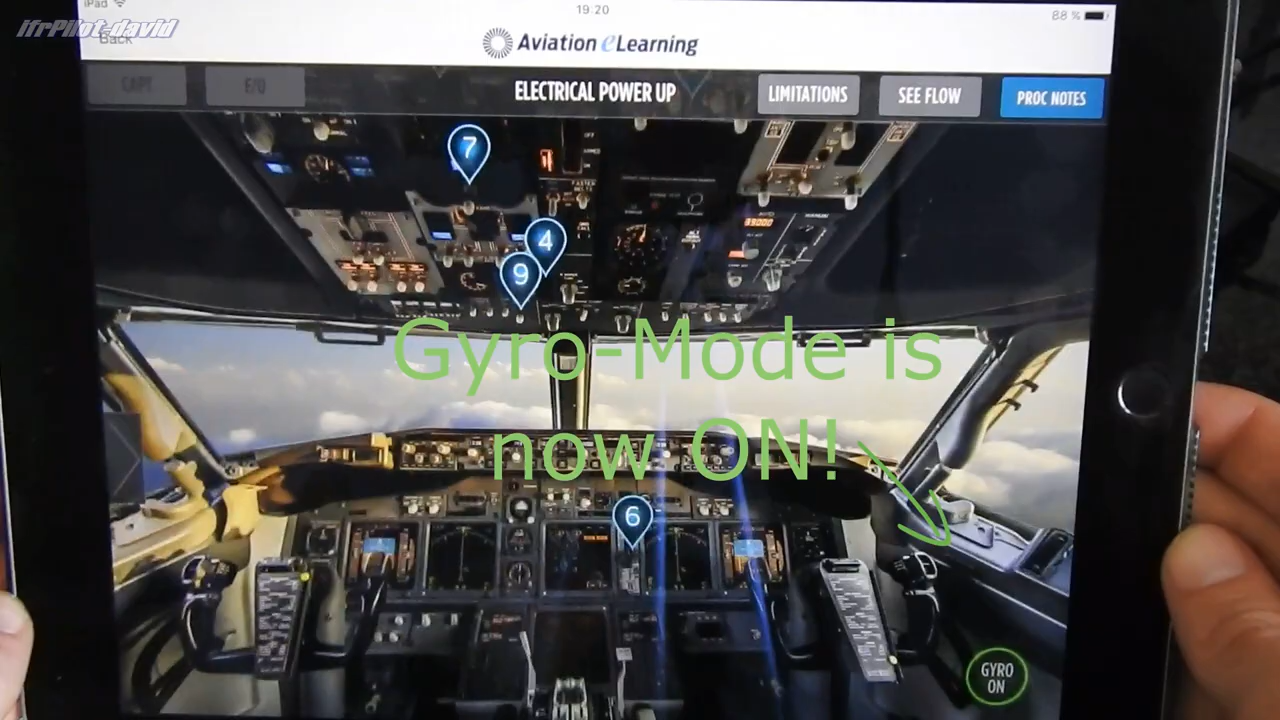 iPad
19:20
88 %
ifrPilot-david
Back
Aviation eLearning
CAPT
F/O
ELECTRICAL POWER UP
LIMITATIONS
SEE FLOW
PROC NOTES
7
4
9
Gyro-Mode is
now ON!
6
GYRO
ON